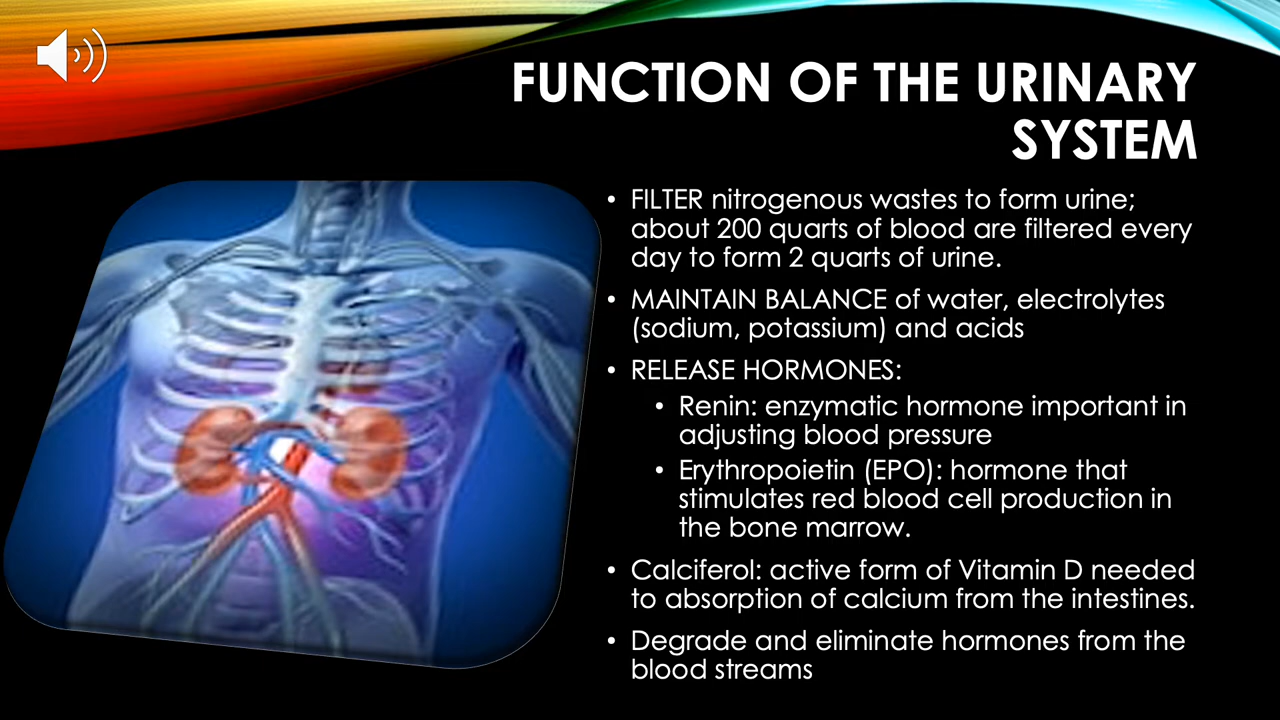 FUNCTION OF THE URINARY
SYSTEM
• FILTER nitrogenous wastes to form urine;
about 200 quarts of blood are filtered every
day to form 2 quarts of urine.
• MAINTAIN BALANCE of water, electrolytes
(sodium, potassium) and acids
• RELEASE HORMONES:
• Renin: enzymatic hormone important in
adjusting blood pressure
• Erythropoietin (EPO): hormone that
stimulates red blood cell production in
the bone marrow.
• Calciferol: active form of Vitamin D needed
to absorption of calcium from the intestines.
• Degrade and eliminate hormones from the
blood streams